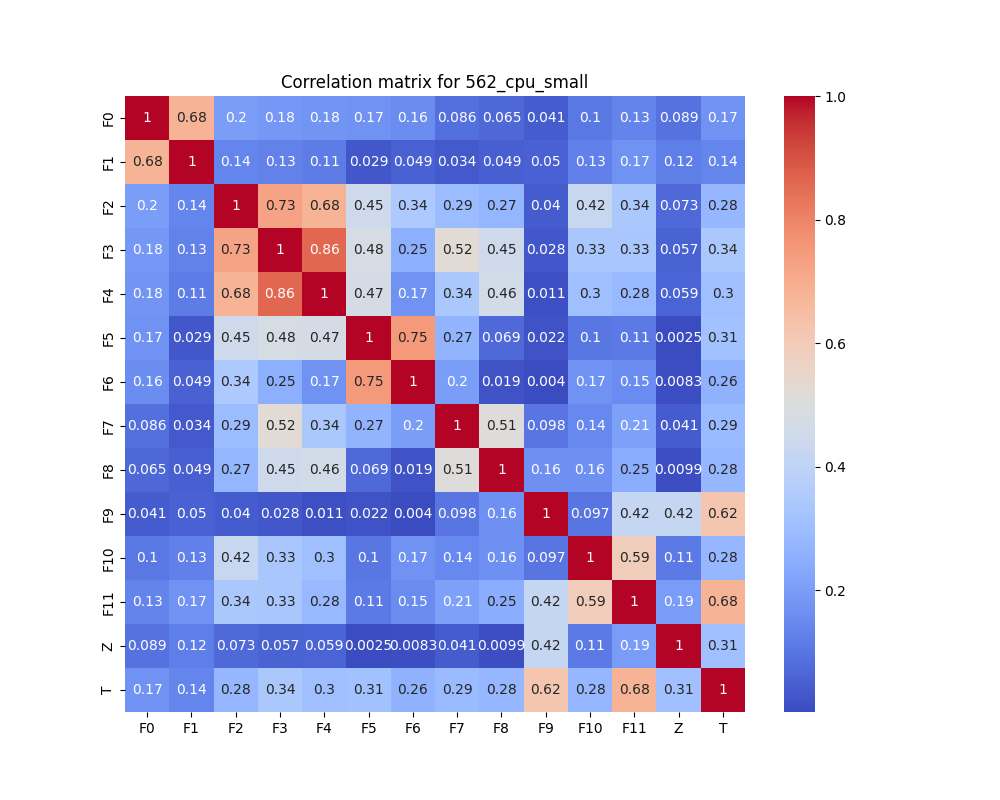 Correlation matrix for 562_cpu_small
F0 1 0.68 0.2 0.18 0.18 0.17 0.16 0.086 0.065 0.041 0.1 0.13 0.089 0.17
F1 0.68 1 0.14 0.13 0.11 0.029 0.049 0.034 0.049 0.05 0.13 0.17 0.12 0.14
F2 0.2 0.14 1 0.73 0.68 0.45 0.34 0.29 0.27 0.04 0.42 0.34 0.073 0.28
F3 0.18 0.13 0.73 1 0.86 0.48 0.25 0.52 0.45 0.028 0.33 0.33 0.057 0.34
F4 0.18 0.11 0.68 0.86 1 0.47 0.17 0.34 0.46 0.011 0.3 0.28 0.059 0.3
F5 0.17 0.029 0.45 0.48 0.47 1 0.75 0.27 0.069 0.022 0.1 0.11 0.0025 0.31
F6 0.16 0.049 0.34 0.25 0.17 0.75 1 0.2 0.019 0.004 0.17 0.15 0.0083 0.26
F7 0.086 0.034 0.29 0.52 0.34 0.27 0.2 1 0.51 0.098 0.14 0.21 0.041 0.29
F8 0.065 0.049 0.27 0.45 0.46 0.069 0.019 0.51 1 0.16 0.16 0.25 0.0099 0.28
F9 0.041 0.05 0.04 0.028 0.011 0.022 0.004 0.098 0.16 1 0.097 0.42 0.42 0.62
F10 0.1 0.13 0.42 0.33 0.3 0.1 0.17 0.14 0.16 0.097 1 0.59 0.11 0.28
F11 0.13 0.17 0.34 0.33 0.28 0.11 0.15 0.21 0.25 0.42 0.59 1 0.19 0.68
Z 0.089 0.12 0.073 0.057 0.059 0.0025 0.0083 0.041 0.0099 0.42 0.11 0.19 1 0.31
T 0.17 0.14 0.28 0.34 0.3 0.31 0.26 0.29 0.28 0.62 0.28 0.68 0.31 1
F0 F1 F2 F3 F4 F5 F6 F7 F8 F9 F10 F11 Z T
1.0
0.8
0.6
0.4
0.2